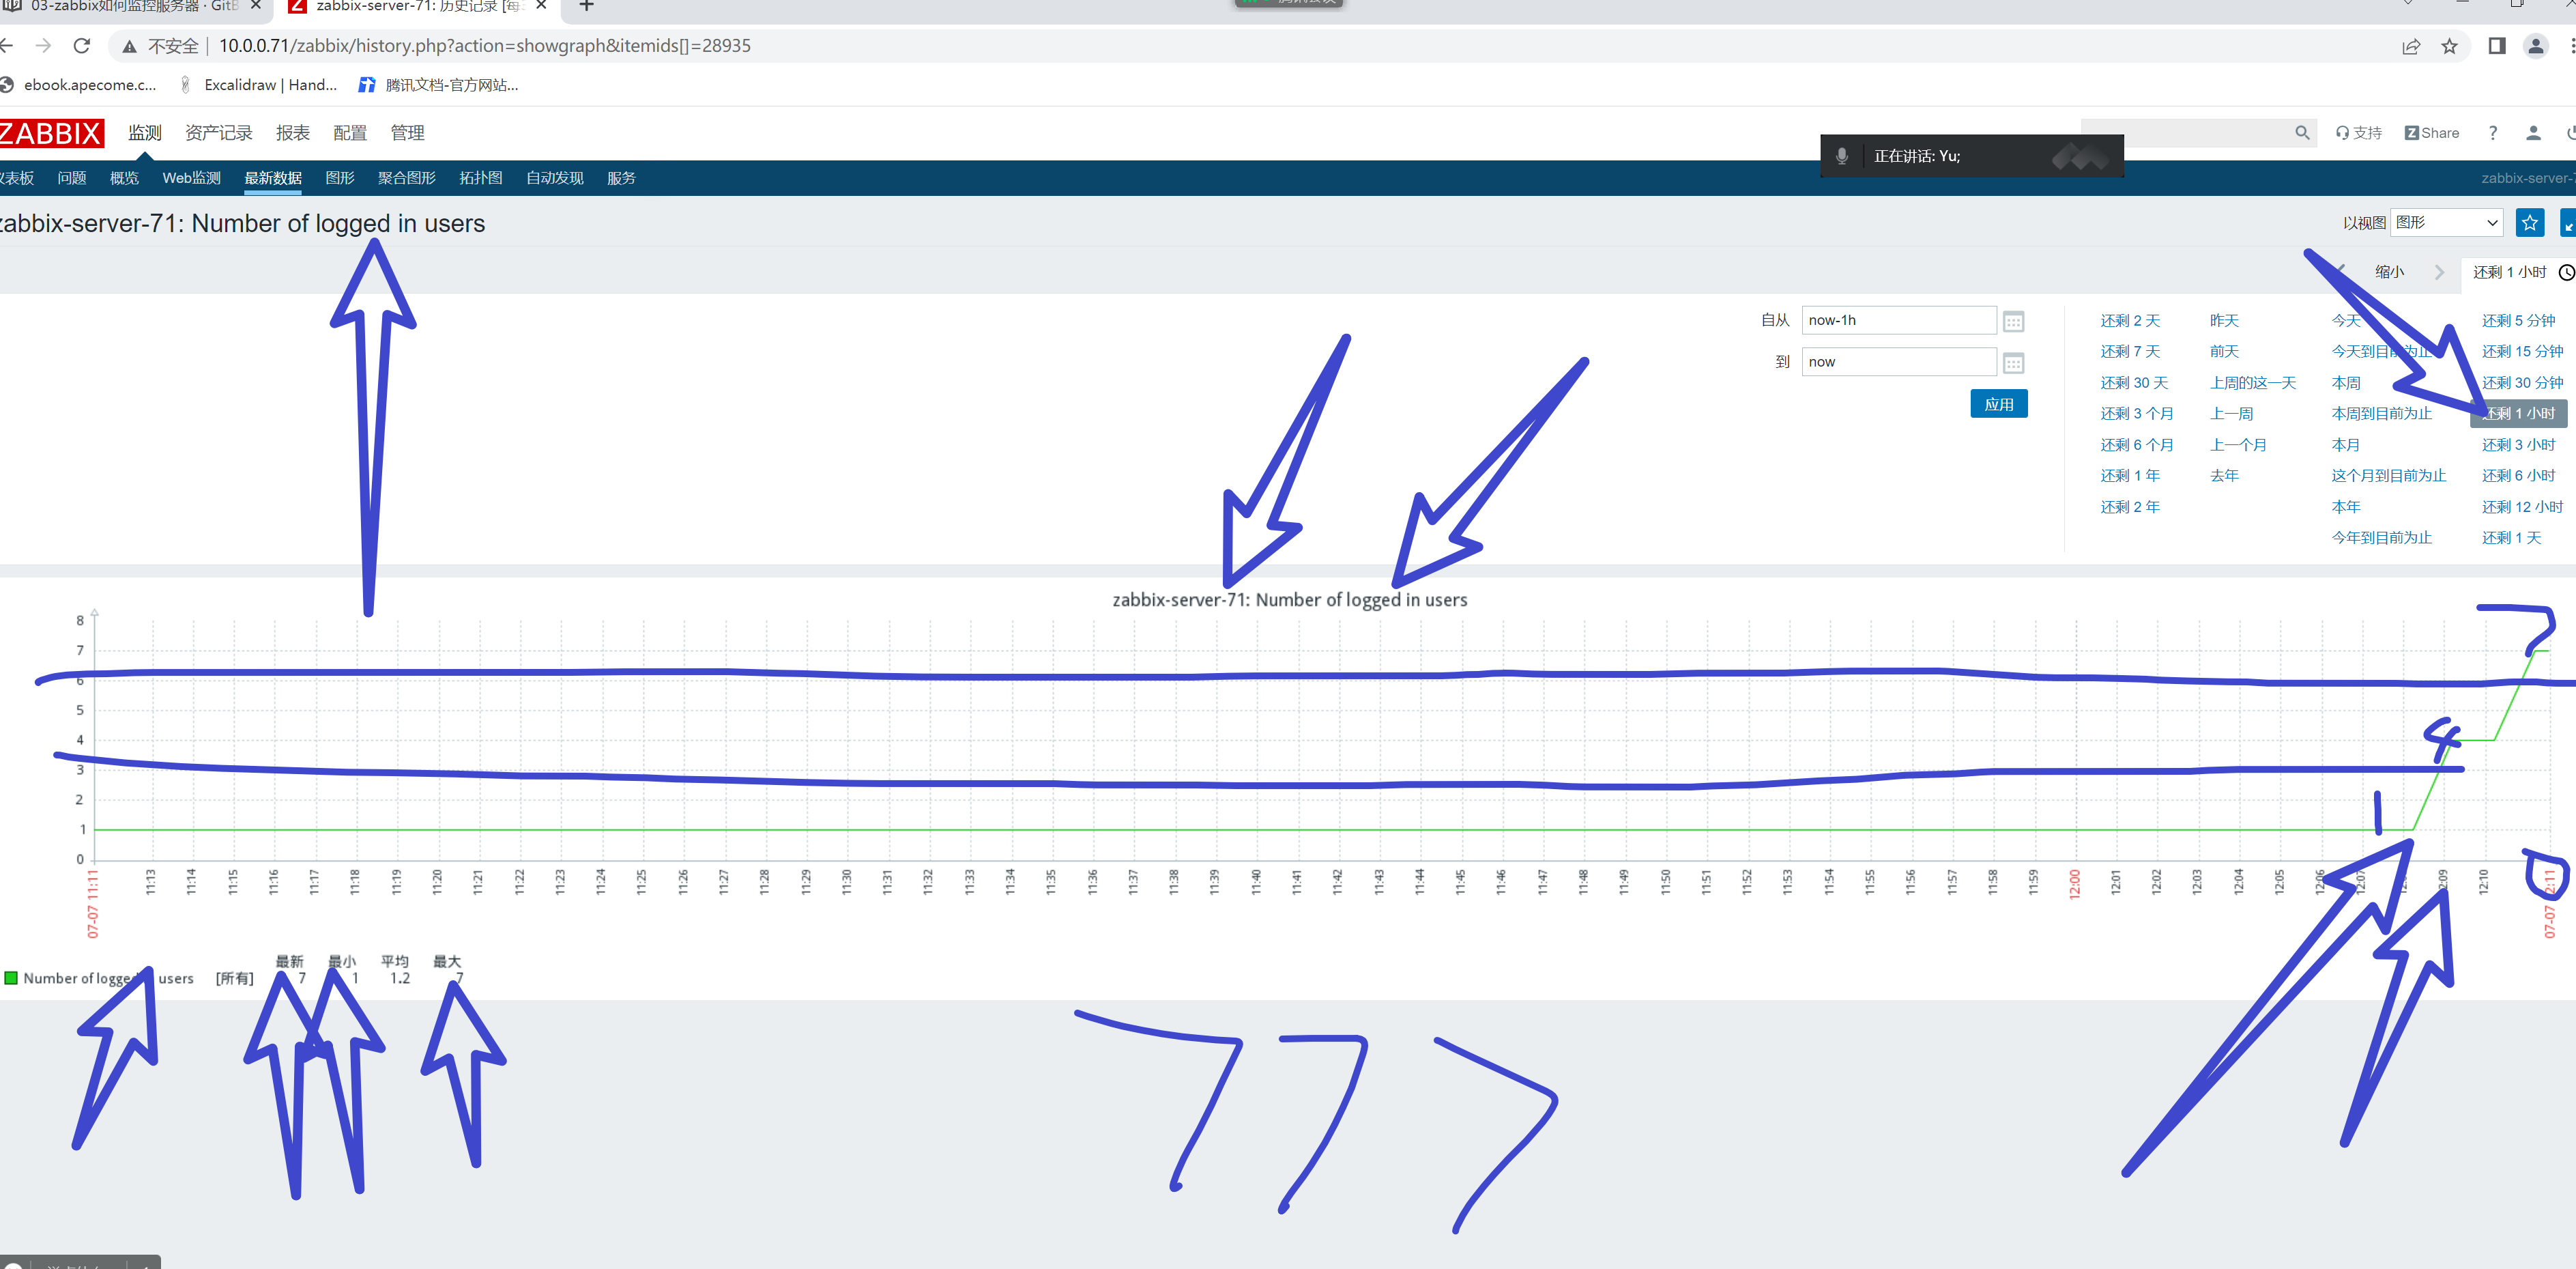 03-zabbix如何监控服务器 · GitB
zabbix-server-71: 历史记录 [每
不安全 10.0.0.71/zabbix/history.php?action=showgraph&itemids[]=28935
ebook.apecome.c... Excalidraw | Hand... 腾讯文档-官方网站...
ZABBIX 监测 资产记录 报表 配置 管理 支持 Share ?
正在讲话: Yu;
仪表板 问题 概览 Web监测 最新数据 图形 聚合图形 拓扑图 自动发现 服务 zabbix-server-7
zabbix-server-71: Number of logged in users 以视图 图形
缩小 还剩 1 小时
自从 now-1h
到 now
应用
还剩 2 天 昨天 今天 还剩 5 分钟
还剩 7 天 前天 今天到目前为止 还剩 15 分钟
还剩 30 天 上周的这一天 本周 还剩 30 分钟
还剩 3 个月 上一周 本周到目前为止 还剩 1 小时
还剩 6 个月 上一个月 本月 还剩 3 小时
还剩 1 年 去年 这个月到目前为止 还剩 6 小时
还剩 2 年 本年 还剩 12 小时
今年到目前为止 还剩 1 天
zabbix-server-71: Number of logged in users
8
7
6
5
4
3
2
1
0
7
4
1
07-07 11:11 11:13 11:14 11:15 11:16 11:17 11:18 11:19 11:20 11:21 11:22 11:23 11:24 11:25 11:26 11:27 11:28 11:29 11:30 11:31 11:32 11:33 11:34 11:35 11:36 11:37 11:38 11:39 11:40 11:41 11:42 11:43 11:44 11:45 11:46 11:47 11:48 11:49 11:50 11:51 11:52 11:53 11:54 11:55 11:56 11:57 11:58 11:59 12:00 12:01 12:02 12:03 12:04 12:05 12:06 12:07 12:09 12:10 07-07 12:11
最新 最小 平均 最大
Number of logged users [所有] 7 1 1.2 7
7 7 7